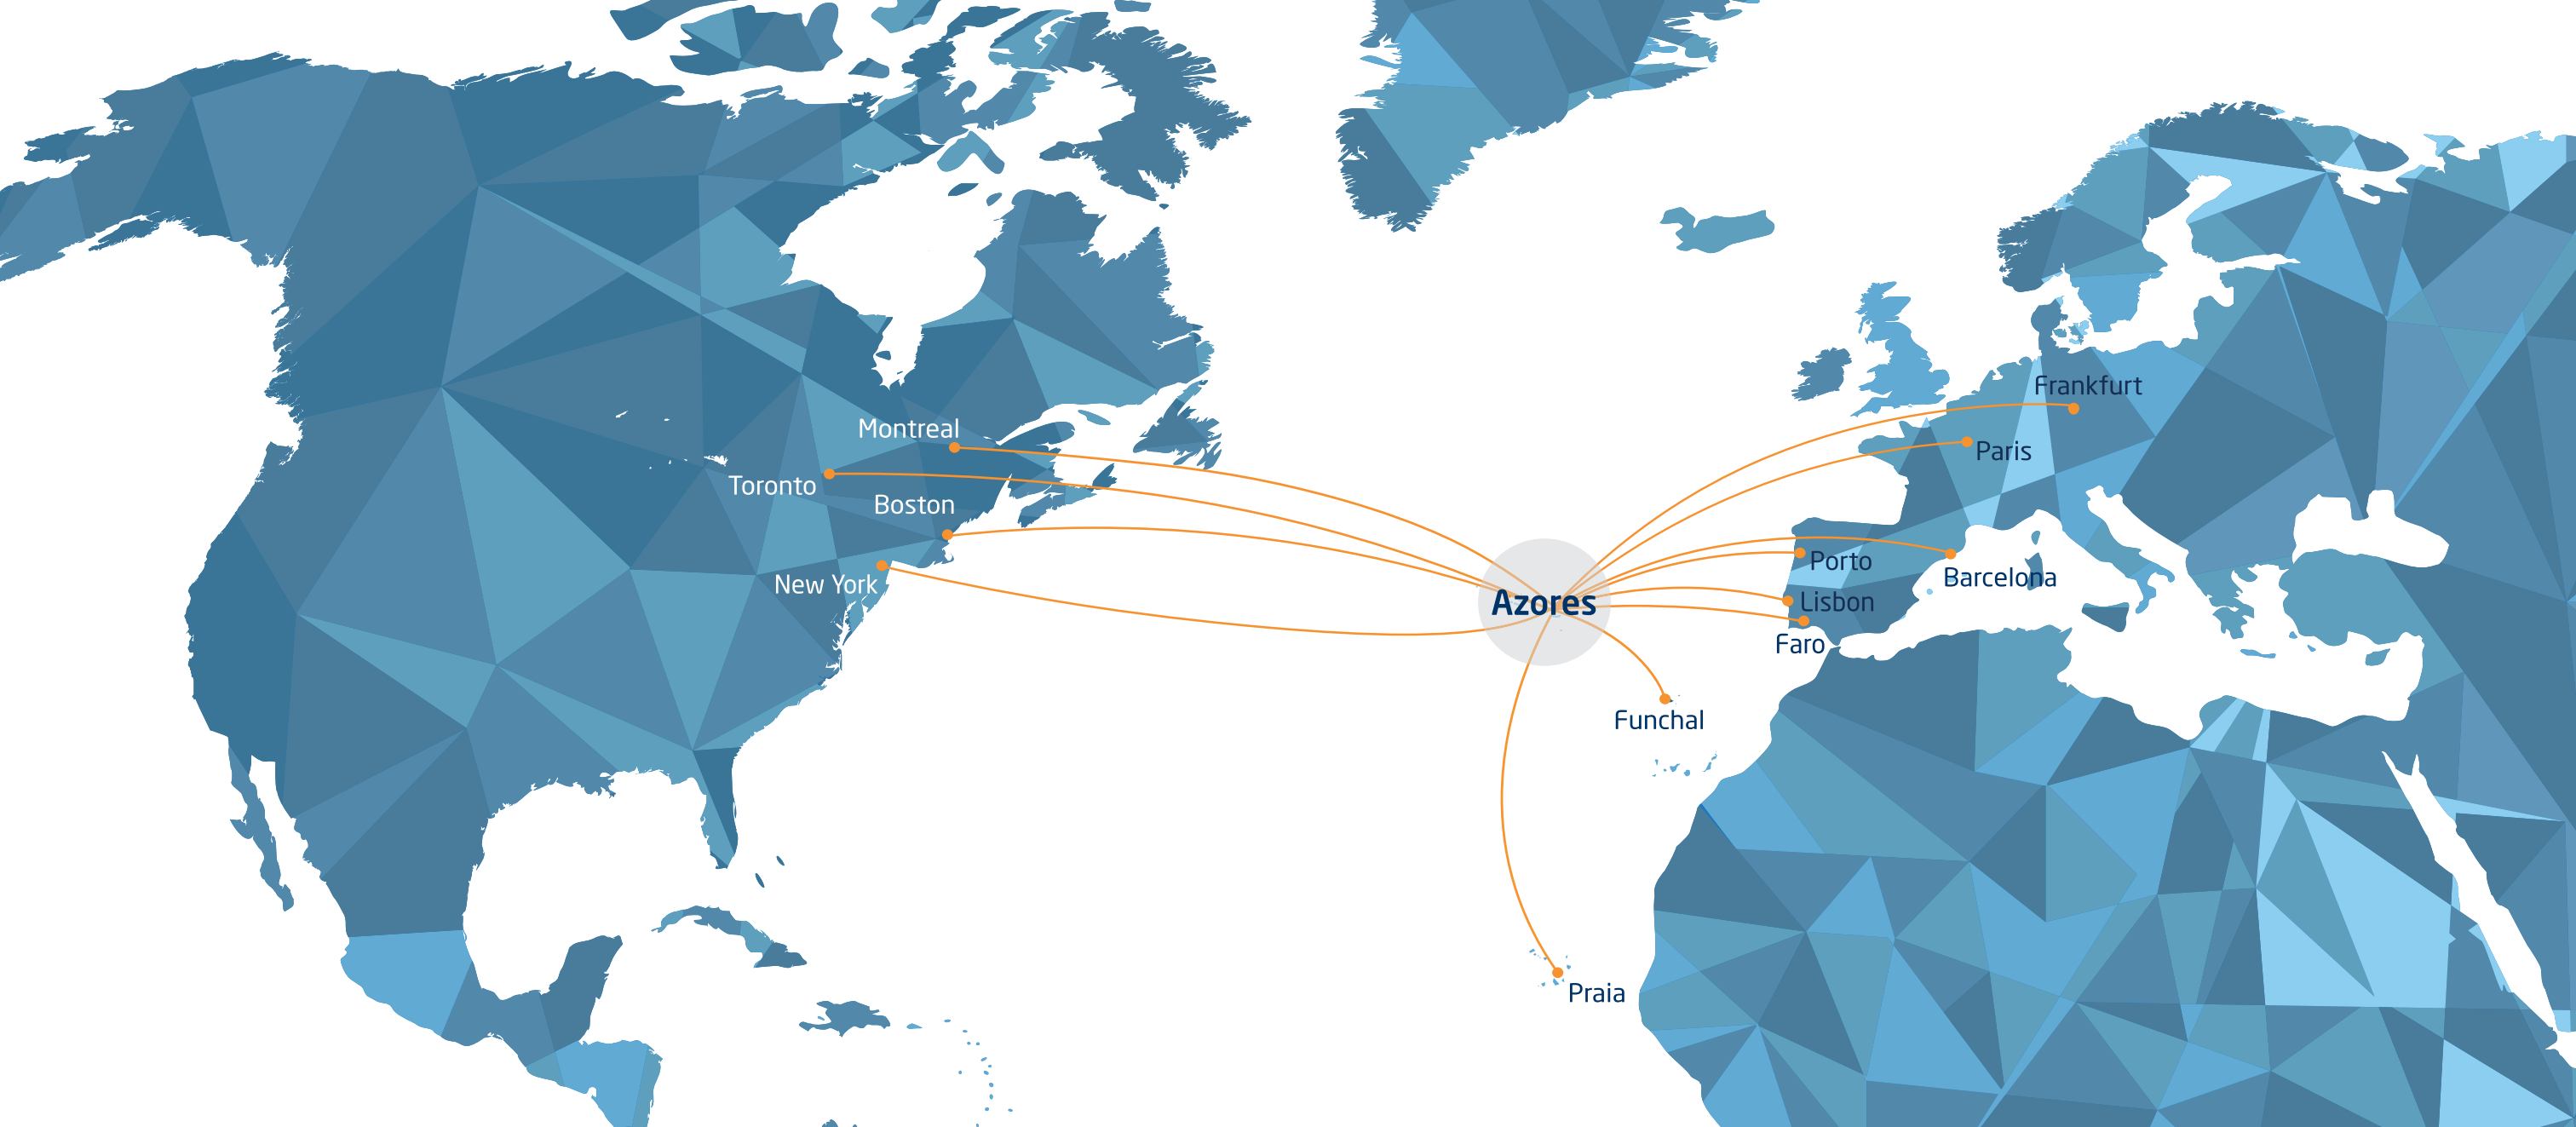 Frankfurt
Montreal
Paris
Toronto
Boston
Porto
Barcelona
New York
Azores
Lisbon
Faro
Funchal
Praia